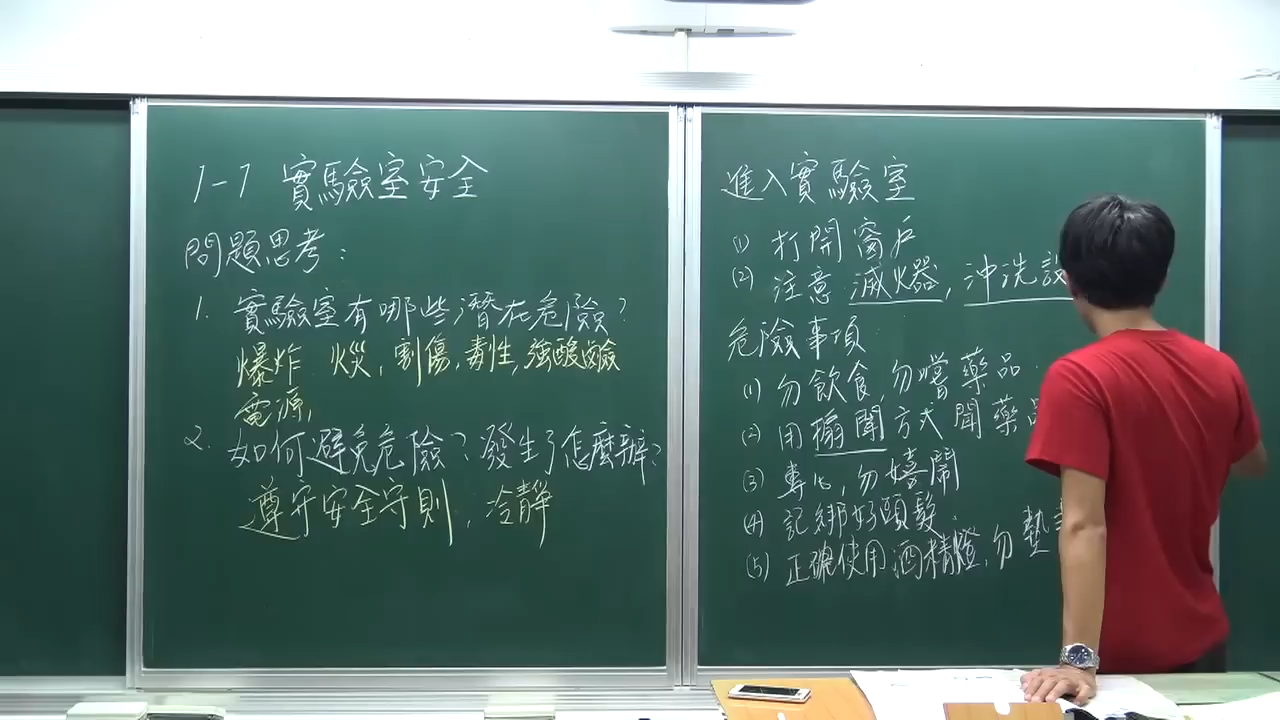 1-1 實驗室安全
問題思考：
1. 實驗室有哪些潛在危險？
爆炸 火災，割傷，毒性，強酸鹼
電源，
2. 如何避免危險？發生了怎麼辦？
遵守安全守則，冷靜
進入實驗室
(1) 打開窗戶
(2) 注意 滅火器，沖洗設
危險事項
(1) 勿飲食，勿嚐藥品.
(2) 用搧聞方式聞藥品
(3) 專心，勿嬉鬧
(4) 記綁好頭髮.
(5) 正確使用酒精燈，勿